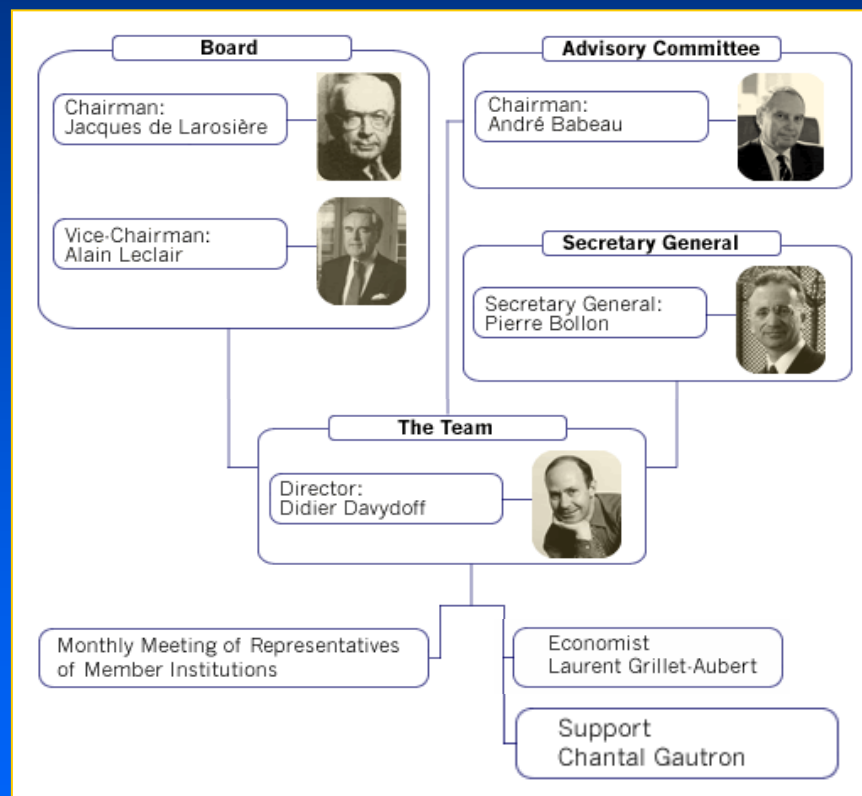 Board
Chairman:
Jacques de Larosière
Vice-Chairman:
Alain Leclair
Advisory Committee
Chairman:
André Babeau
Secretary General
Secretary General:
Pierre Bollon
The Team
Director:
Didier Davydoff
Monthly Meeting of Representatives
of Member Institutions
Economist
Laurent Grillet-Aubert
Support
Chantal Gautron